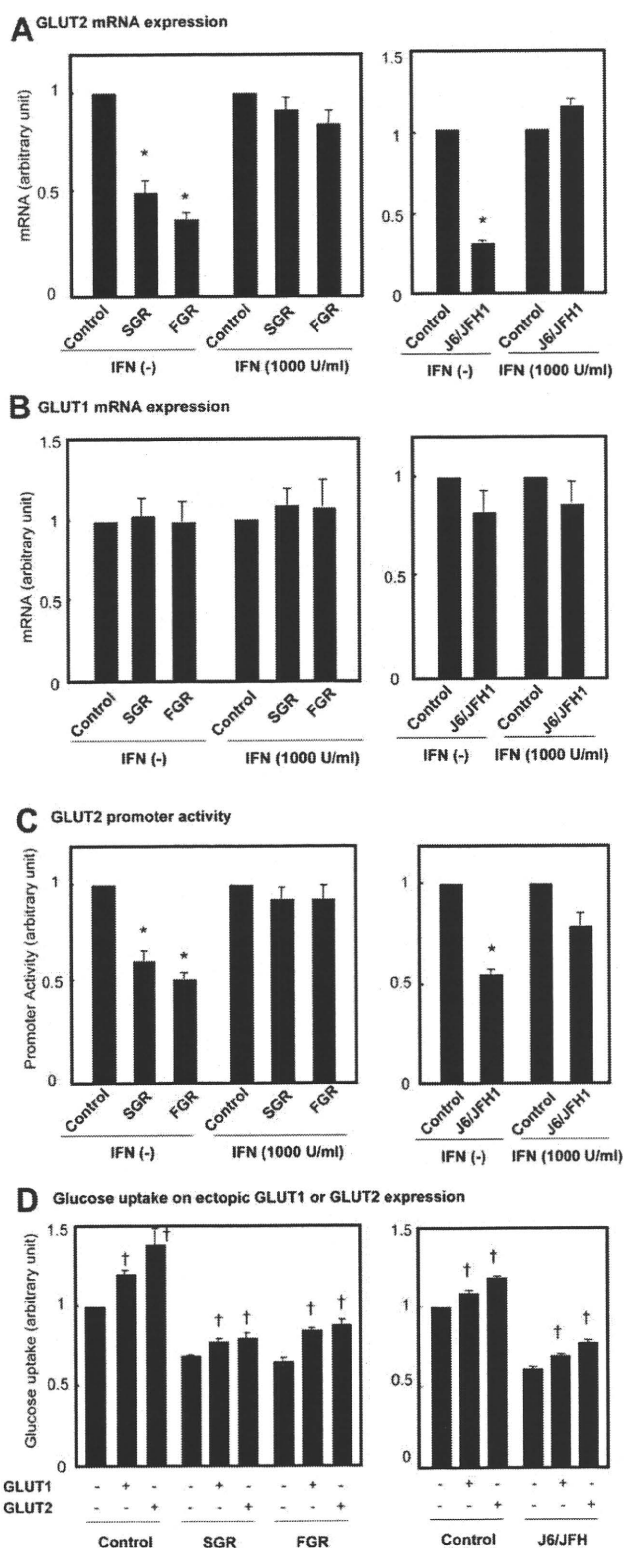 A GLUT2 mRNA expression
mRNA (arbitrary unit)
1
0.5
0
*
*
Control
SGR
FGR
Control
SGR
FGR
IFN (-)
IFN (1000 U/ml)
1
0.5
0
*
Control
J6/JFH1
Control
J6/JFH1
IFN (-)
IFN (1000 U/ml)
B GLUT1 mRNA expression
mRNA (arbitrary unit)
1.5
1
0.5
0
Control
SGR
FGR
Control
SGR
FGR
IFN (-)
IFN (1000 U/ml)
1
0.5
0
Control
J6/JFH1
Control
J6/JFH1
IFN (-)
IFN (1000 U/ml)
C GLUT2 promoter activity
Promoter Activity (arbitrary unit)
1
0.5
0
*
*
Control
SGR
FGR
Control
SGR
FGR
IFN (-)
IFN (1000 U/ml)
1
0.5
0
*
Control
J6/JFH1
Control
J6/JFH1
IFN (-)
IFN (1000 U/ml)
D Glucose uptake on ectopic GLUT1 or GLUT2 expression
Glucose uptake (arbitrary unit)
1.5
1
0.5
0
† † † † † †
1.5
1
0.5
0
† † † †
GLUT1 - + - - + - - + - - + - - + -
GLUT2 - - + - - + - - + - - + - - +
Control SGR FGR Control J6/JFH